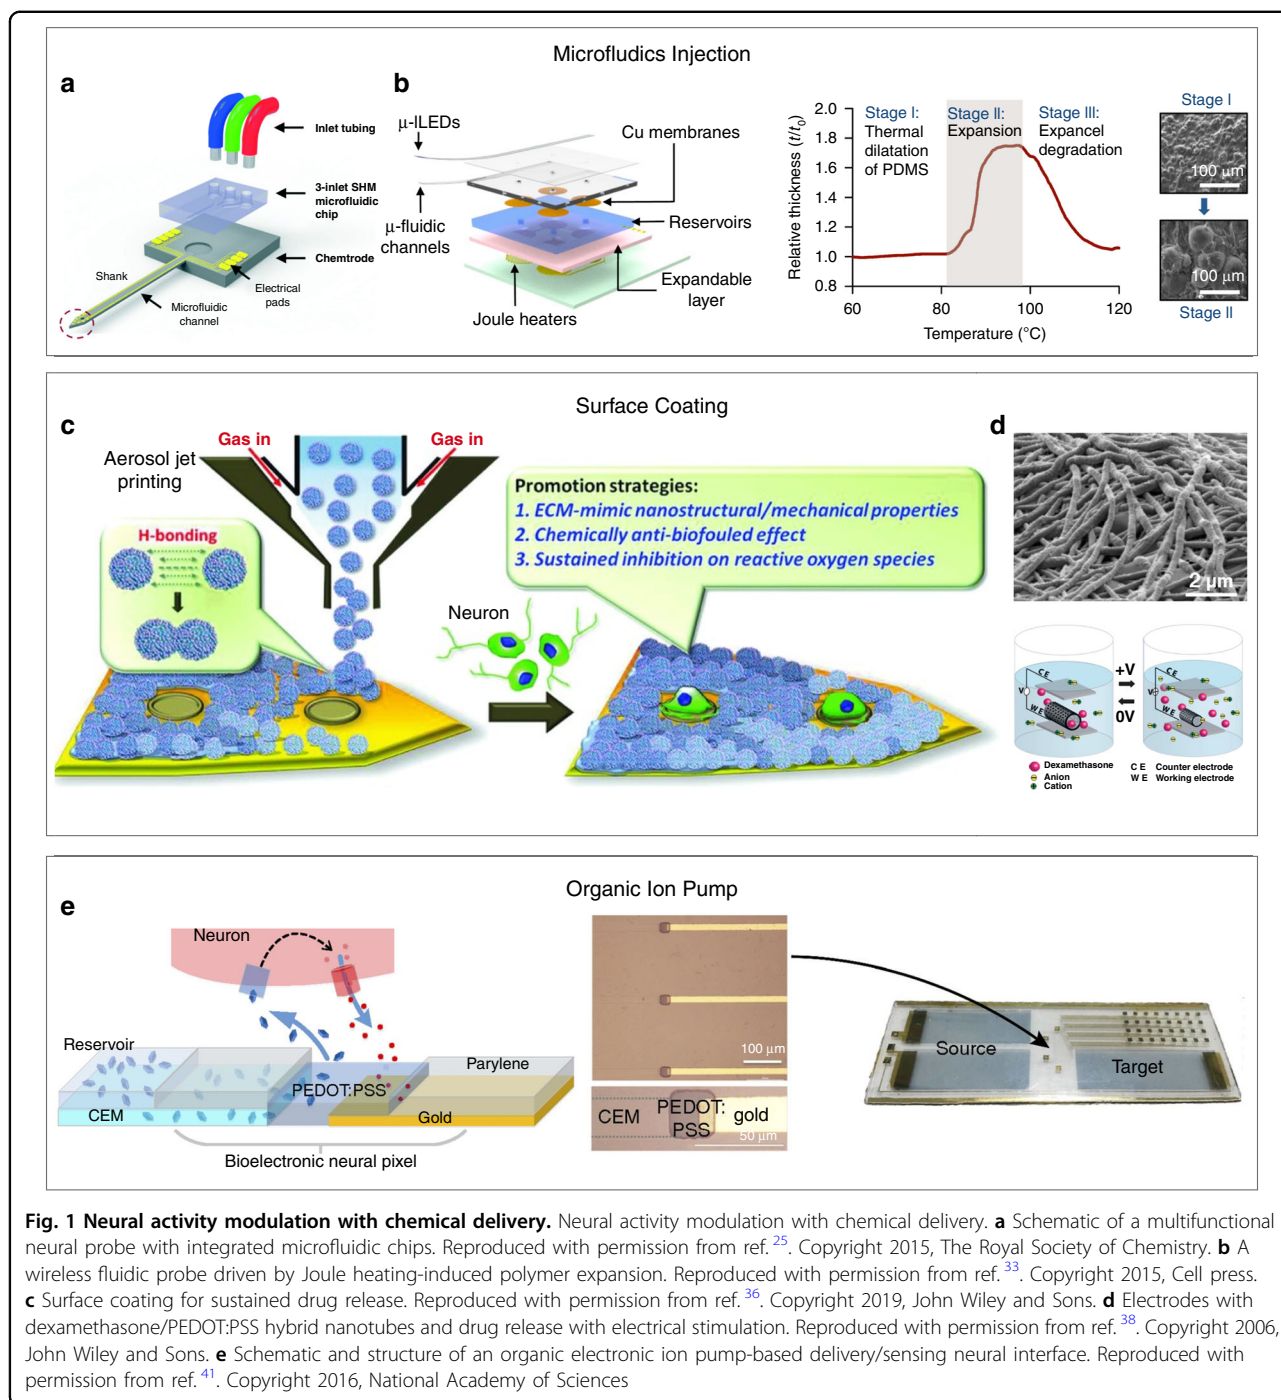 Microfludics Injection
a
Inlet tubing
3-inlet SHM
microfluidic
chip
Chemtrode
Shank
Electrical
pads
Microfluidic
channel
b
μ-ILEDs
Cu membranes
μ-fluidic
channels
Reservoirs
Expandable
layer
Joule heaters
Relative thickness (t/t0)
2.0
1.8
1.6
1.4
1.2
1.0
0.8
Stage I:
Thermal
dilatation
of PDMS
Stage II:
Expansion
Stage III:
Expancel
degradation
60
80
100
120
Temperature (°C)
Stage I
100 μm
100 μm
Stage II
Surface Coating
c
Aerosol jet
printing
Gas in
Gas in
H-bonding
Promotion strategies:
1. ECM-mimic nanostructural/mechanical properties
2. Chemically anti-biofouled effect
3. Sustained inhibition on reactive oxygen species
Neuron
d
2 μm
C E
V
W E
+V
0V
C E
V
W E
Dexamethasone
Anion
Cation
C E Counter electrode
W E Working electrode
Organic Ion Pump
e
Neuron
Reservoir
CEM
PEDOT:PSS
Parylene
Gold
Bioelectronic neural pixel
100 μm
CEM
PEDOT:
PSS
gold
50 μm
Source
Target
Fig. 1 Neural activity modulation with chemical delivery. Neural activity modulation with chemical delivery. a Schematic of a multifunctional
neural probe with integrated microfluidic chips. Reproduced with permission from ref. 25. Copyright 2015, The Royal Society of Chemistry. b A
wireless fluidic probe driven by Joule heating-induced polymer expansion. Reproduced with permission from ref. 33. Copyright 2015, Cell press.
c Surface coating for sustained drug release. Reproduced with permission from ref. 36. Copyright 2019, John Wiley and Sons. d Electrodes with
dexamethasone/PEDOT:PSS hybrid nanotubes and drug release with electrical stimulation. Reproduced with permission from ref. 38. Copyright 2006,
John Wiley and Sons. e Schematic and structure of an organic electronic ion pump-based delivery/sensing neural interface. Reproduced with
permission from ref. 41. Copyright 2016, National Academy of Sciences